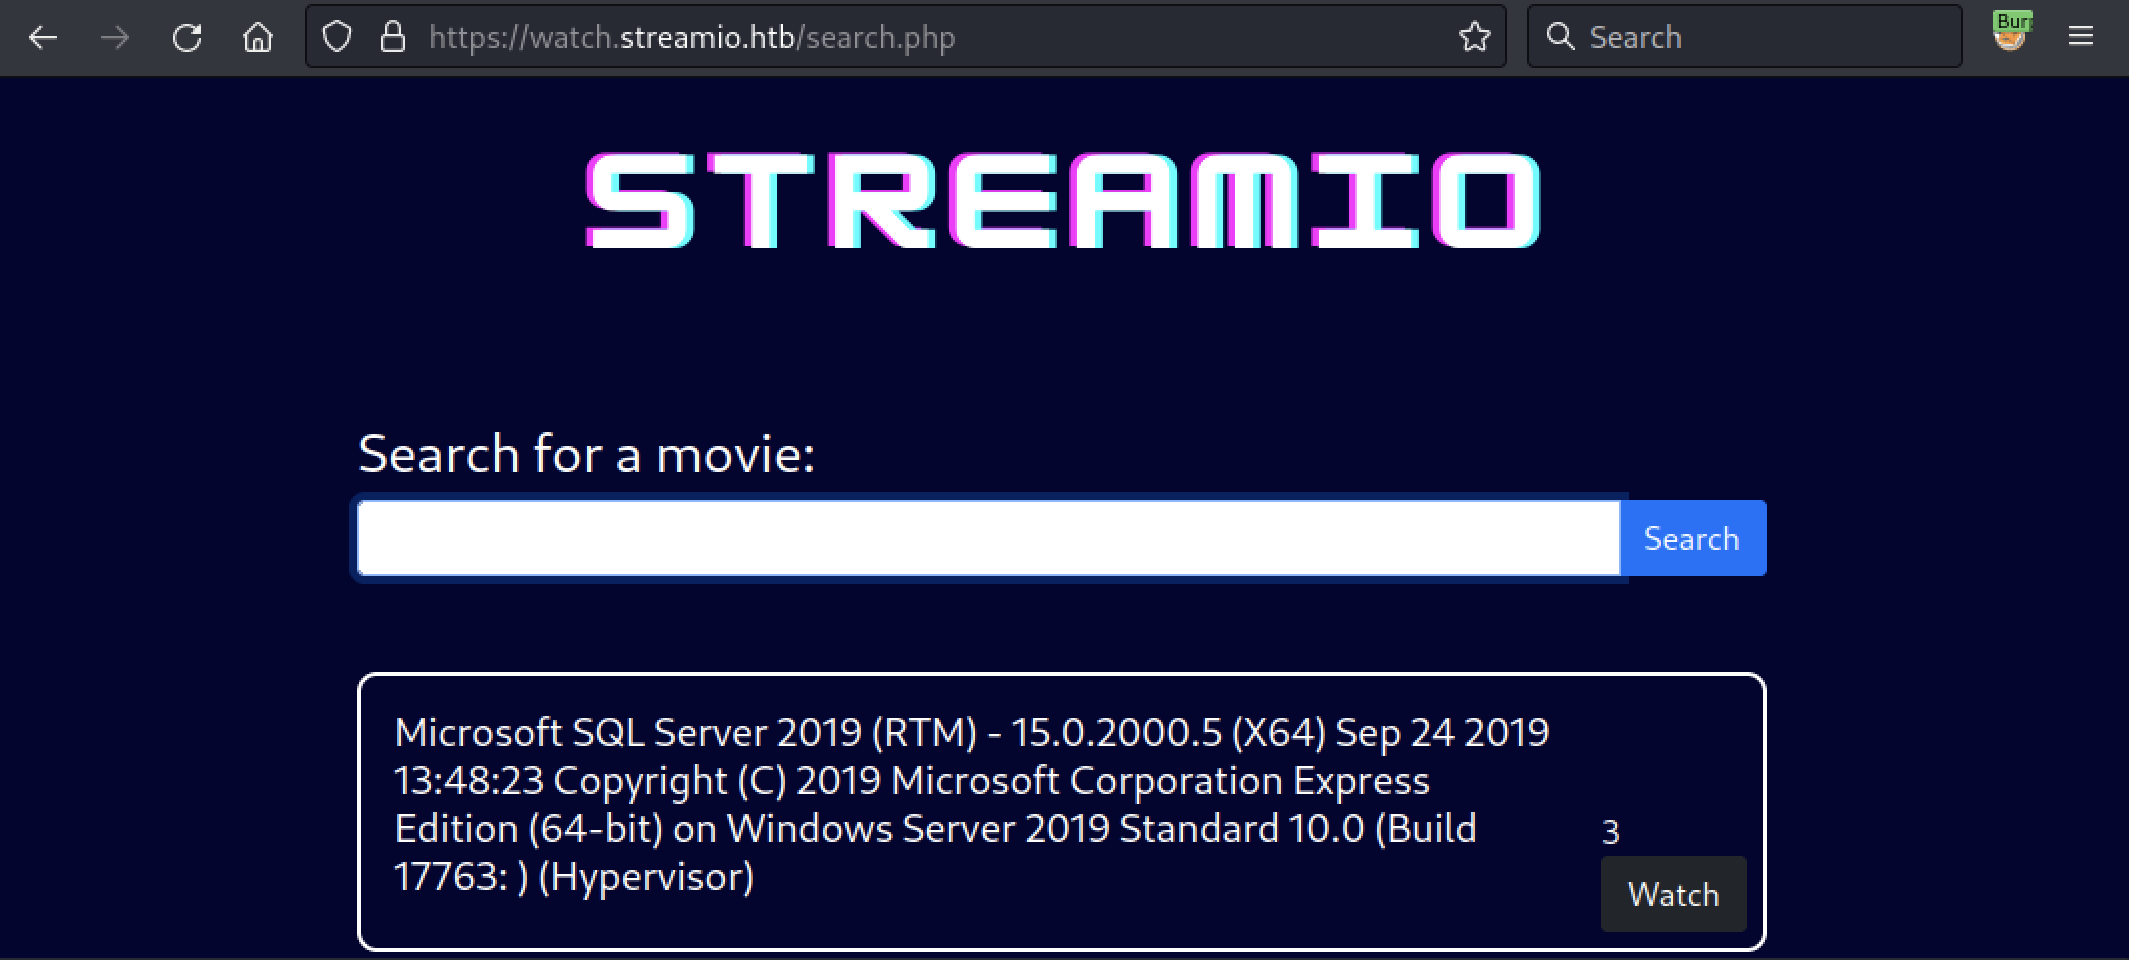 https://watch.streamio.htb/search.php
Search
Bur
STREAMIO
Search for a movie:
Search
Microsoft SQL Server 2019 (RTM) - 15.0.2000.5 (X64) Sep 24 2019
13:48:23 Copyright (C) 2019 Microsoft Corporation Express
Edition (64-bit) on Windows Server 2019 Standard 10.0 (Build
17763: ) (Hypervisor)
3
Watch